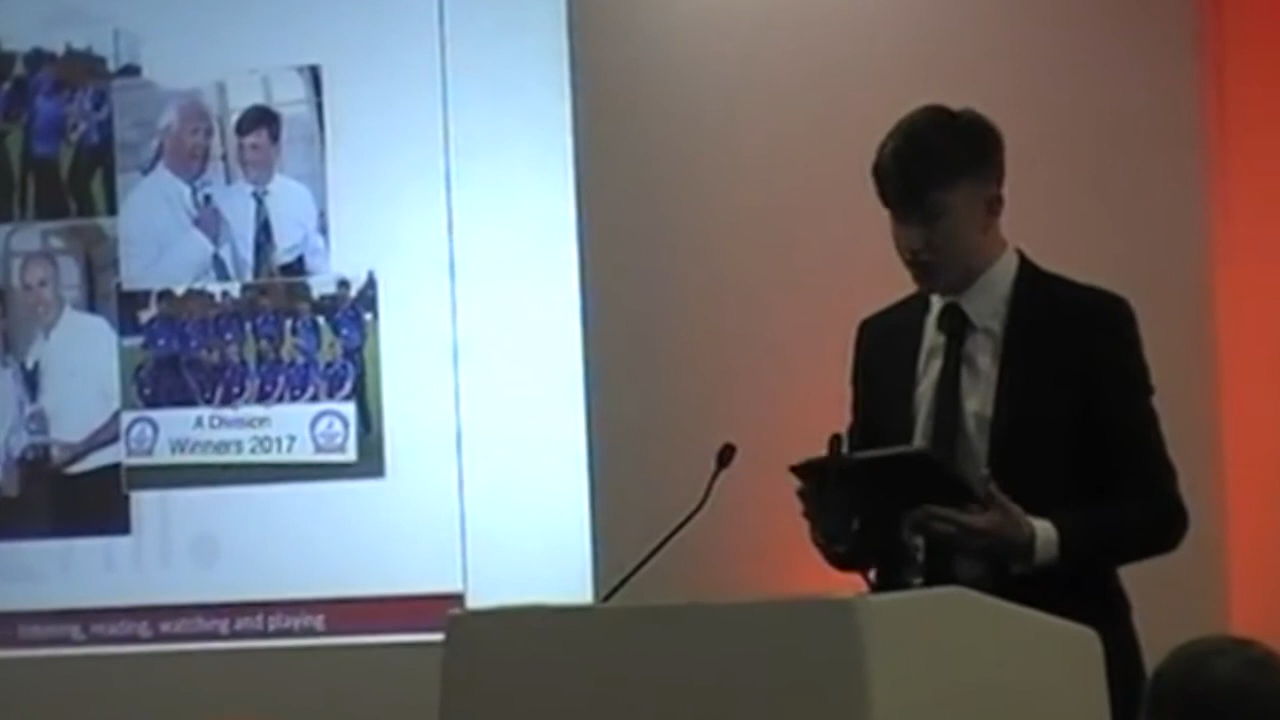 A Division
Winners 2017
listening, reading, watching and playing